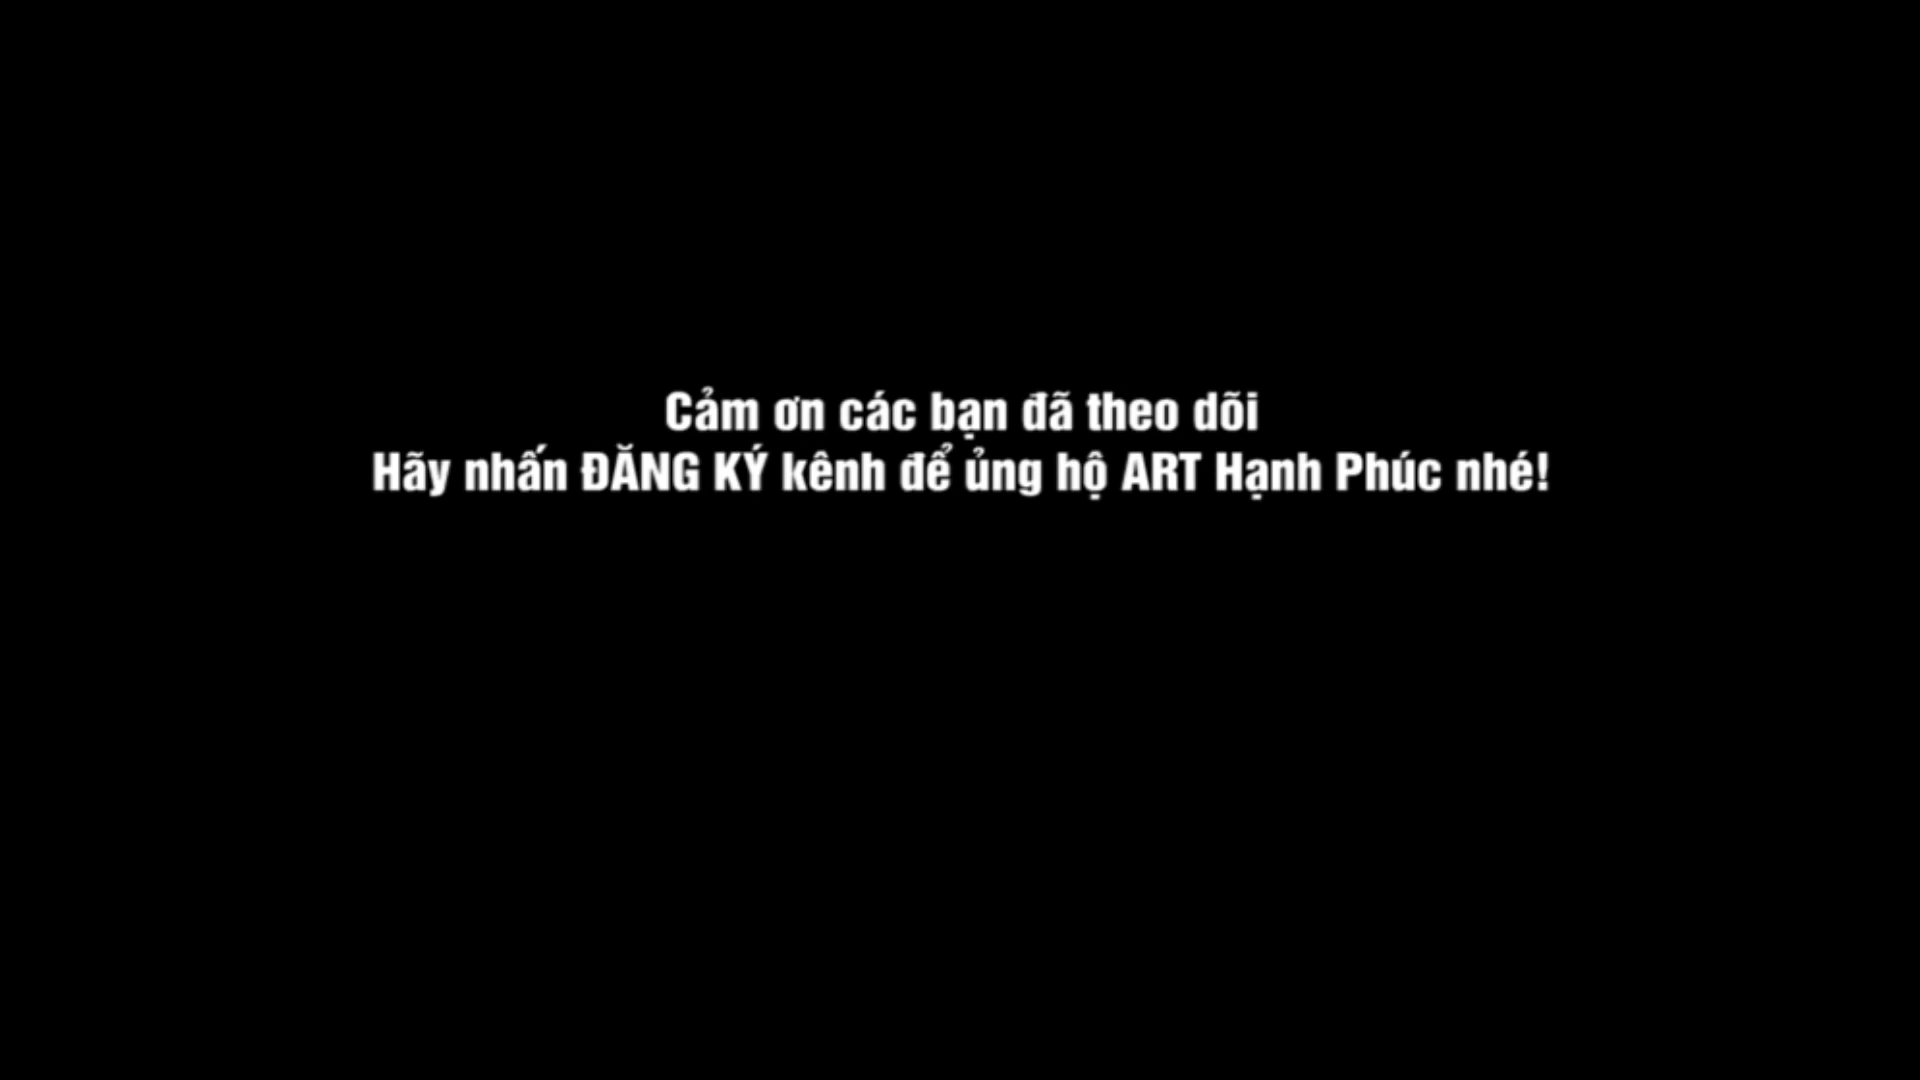 Cảm ơn các bạn đã theo dõi
Hãy nhấn ĐĂNG KÝ kênh để ủng hộ ART Hạnh Phúc nhé!